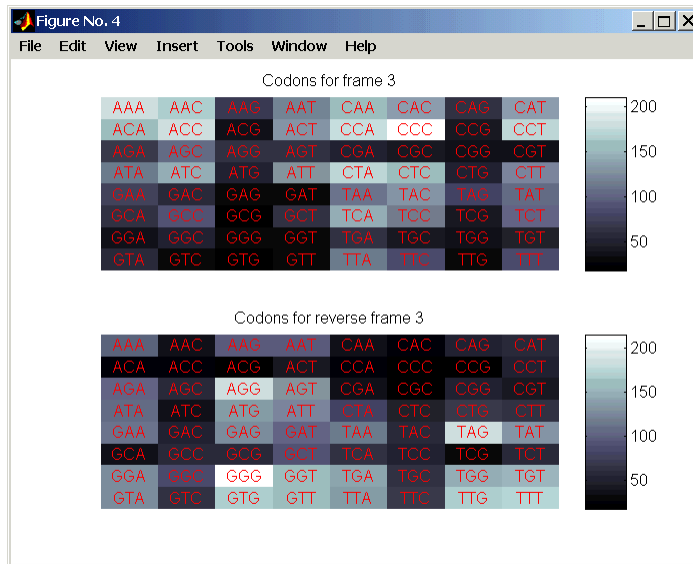 Figure No. 4
File Edit View Insert Tools Window Help
Codons for frame 3
AAA AAC AAG AAT CAA CAC CAG CAT
ACA ACC ACG ACT CCA CCC CCG CCT
AGA AGC AGG AGT CGA CGC CGG CGT
ATA ATC ATG ATT CTA CTC CTG CTT
GAA GAC GAG GAT TAA TAC TAG TAT
GCA GCC GCG GCT TCA TCC TCG TCT
GGA GGC GGG GGT TGA TGC TGG TGT
GTA GTC GTG GTT TTA TTC TTG TTT
200
150
100
50
Codons for reverse frame 3
AAA AAC AAG AAT CAA CAC CAG CAT
ACA ACC ACG ACT CCA CCC CCG CCT
AGA AGC AGG AGT CGA CGC CGG CGT
ATA ATC ATG ATT CTA CTC CTG CTT
GAA GAC GAG GAT TAA TAC TAG TAT
GCA GCC GCG GCT TCA TCC TCG TCT
GGA GGC GGG GGT TGA TGC TGG TGT
GTA GTC GTG GTT TTA TTC TTG TTT
200
150
100
50